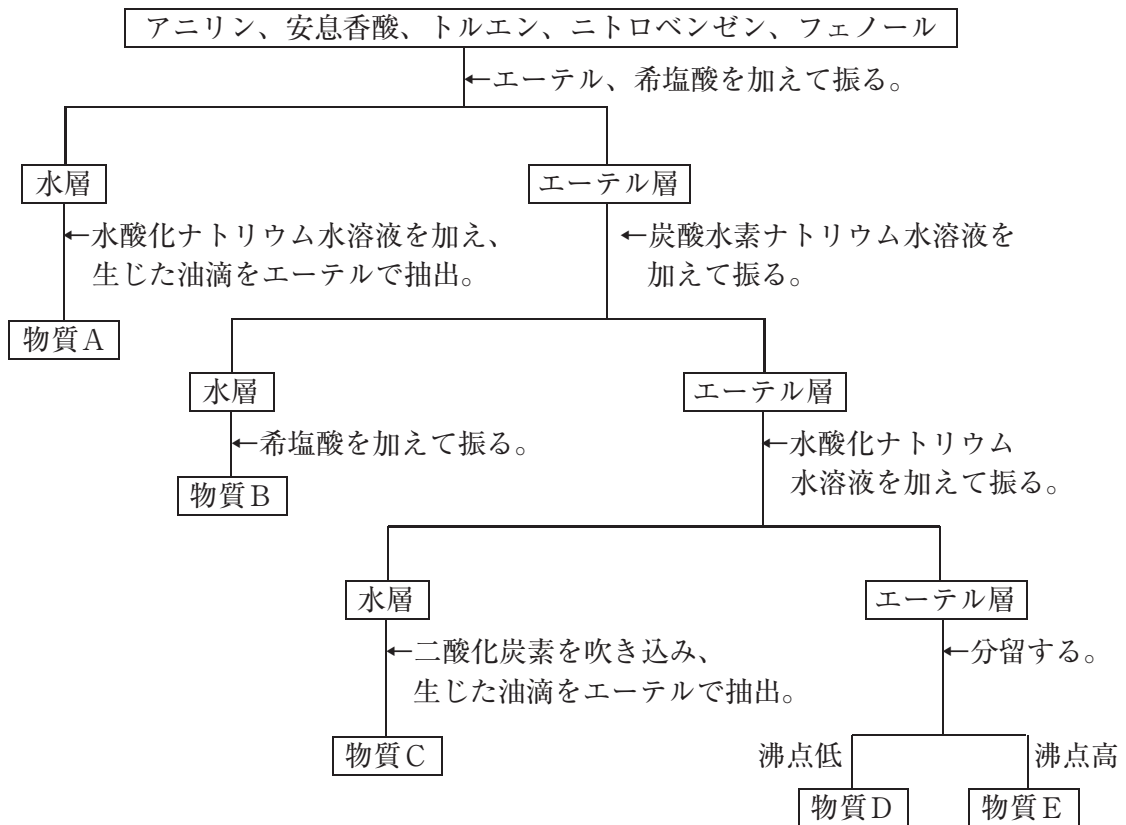 アニリン、安息香酸、トルエン、ニトロベンゼン、フェノール
←エーテル、希塩酸を加えて振る。
水層
エーテル層
←水酸化ナトリウム水溶液を加え、
生じた油滴をエーテルで抽出。
←炭酸水素ナトリウム水溶液を
加えて振る。
物質A
水層
エーテル層
←希塩酸を加えて振る。
←水酸化ナトリウム
水溶液を加えて振る。
物質B
水層
エーテル層
←二酸化炭素を吹き込み、
生じた油滴をエーテルで抽出。
←分留する。
物質C
沸点低
沸点高
物質D
物質E